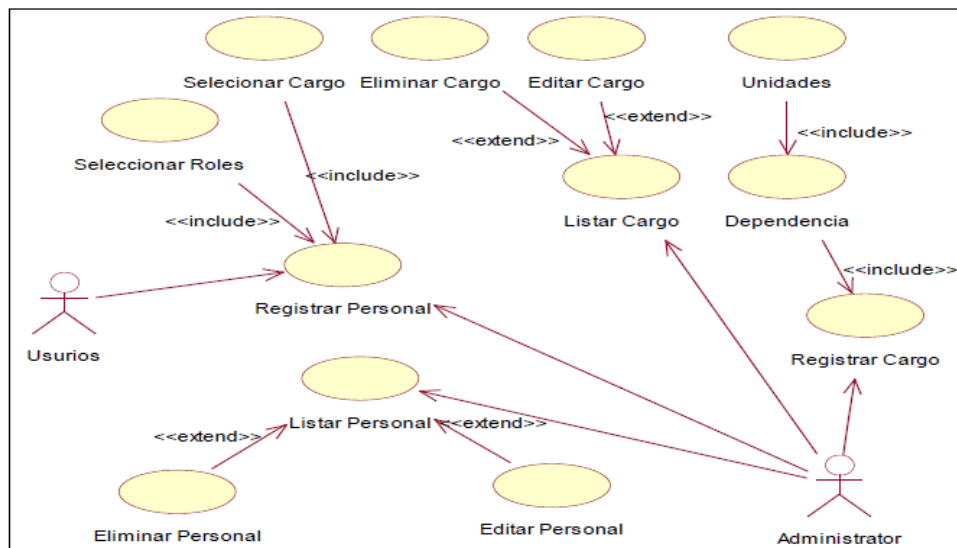 Selecionar Cargo
Eliminar Cargo
Editar Cargo
Unidades
<<extend>>
<<extend>>
<<include>>
Seleccionar Roles
<<include>>
<<include>>
Listar Cargo
Dependencia
<<include>>
Registrar Personal
Usurios
Registrar Cargo
Listar Personal
<<extend>>
<<extend>>
Eliminar Personal
Editar Personal
Administrator